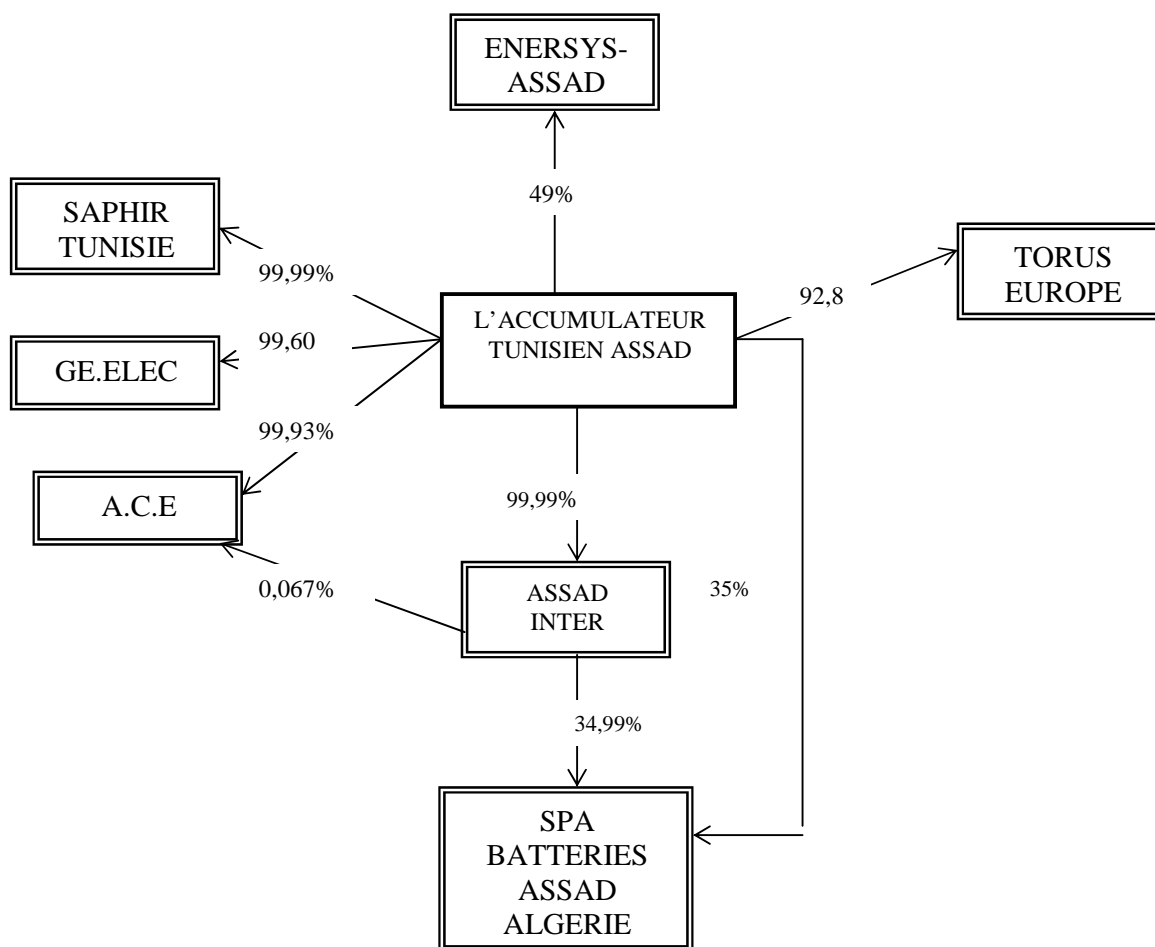 ENERSYS-
ASSAD
49%
SAPHIR
TUNISIE
99,99%
TORUS
EUROPE
92,8
L’ACCUMULATEUR
TUNISIEN ASSAD
99,60
GE.ELEC
99,93%
A.C.E
99,99%
0,067%
ASSAD
INTER
35%
34,99%
SPA
BATTERIES
ASSAD
ALGERIE